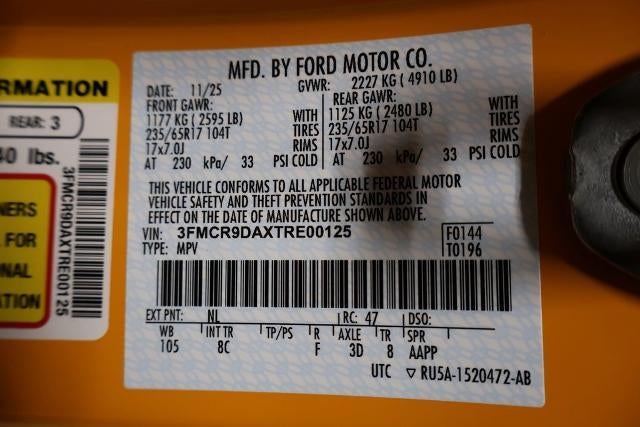 RMATION
REAR: 3
40 lbs.
NERS
FOR
NAL
TION
3FMCR9DAXTRE00125
MFD. BY FORD MOTOR CO.
DATE: 11/25 GVWR: 2227 KG ( 4910 LB)
FRONT GAWR: REAR GAWR:
1177 KG ( 2595 LB) WITH 1125 KG ( 2480 LB) WITH
235/65R17 104T TIRES 235/65R17 104T TIRES
17x7.0J RIMS 17x7.0J RIMS
AT 230 kPa/ 33 PSI COLD AT 230 kPa/ 33 PSI COLD
THIS VEHICLE CONFORMS TO ALL APPLICABLE FEDERAL MOTOR
VEHICLE SAFETY AND THEFT PREVENTION STANDARDS IN
EFFECT ON THE DATE OF MANUFACTURE SHOWN ABOVE.
VIN: 3FMCR9DAXTRE00125 F0144
TYPE: MPV T0196
EXT PNT: NL RC: 47 DSO:
WB INT TR TP/PS R AXLE TR SPR
105 8C F 3D 8 AAPP
UTC ▽ RU5A-1520472-AB